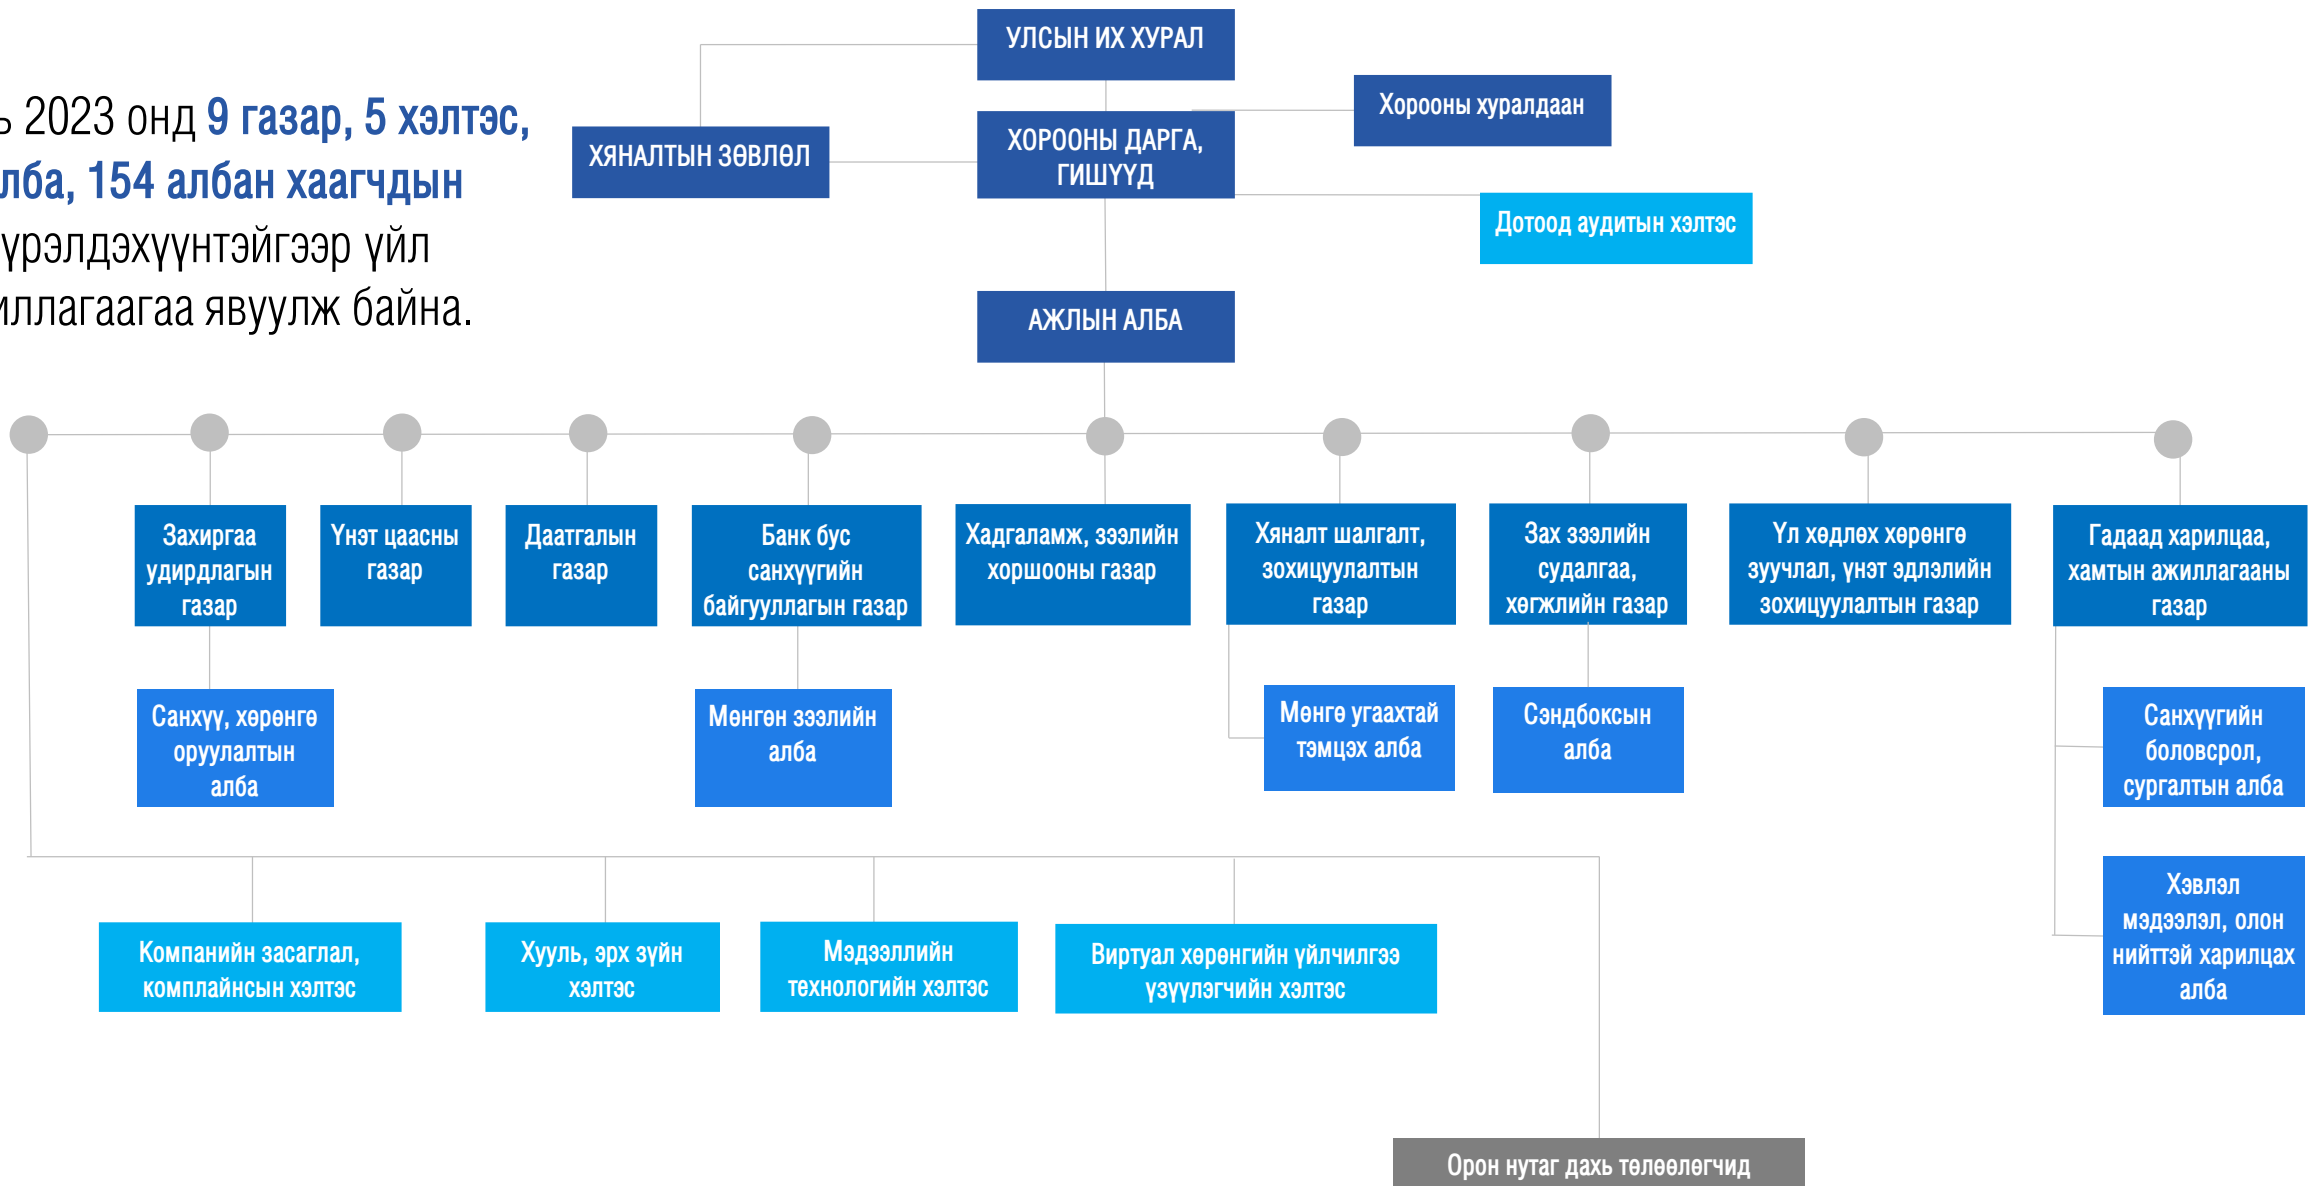 УЛСЫН ИХ ХУРАЛ
2023 онд 9 газар, 5 хэлтэс,
154 албан хаагчдын
үйл
явуулж байна.
ХЯНАЛТЫН ЗӨВЛӨЛ
ХОРООНЫ ДАРГА,
ГИШҮҮД
Хорооны хуралдаан
Дотоод аудитын хэлтэс
АЖЛЫН АЛБА
Захиргаа
удирдлагын
газар
Үнэт цаасны
газар
Даатгалын
газар
Банк бус
санхүүгийн
байгууллагын газар
Хадгаламж, зээлийн
хоршооны газар
Хяналт шалгалт,
зохицуулалтын
газар
Зах зээлийн
судалгаа,
хөгжлийн газар
Үл хөдлөх хөрөнгө
зуучлал, үнэт эдлэлийн
зохицуулалтын газар
Гадаад харилцаа,
хамтын ажиллагааны
газар
Санхүү, хөрөнгө
оруулалтын
алба
Мөнгөн зээлийн
алба
Мөнгө угаахтай
тэмцэх алба
Сэндбоксын
алба
Санхүүгийн
боловсрол,
сургалтын алба
Хэвлэл
мэдээлэл, олон
нийттэй харилцах
алба
Компанийн засаглал,
комплайнсын хэлтэс
Хууль, эрх зүйн
хэлтэс
Мэдээллийн
технологийн хэлтэс
Виртуал хөрөнгийн үйлчилгээ
үзүүлэгчийн хэлтэс
Орон нутаг дахь төлөөлөгчид